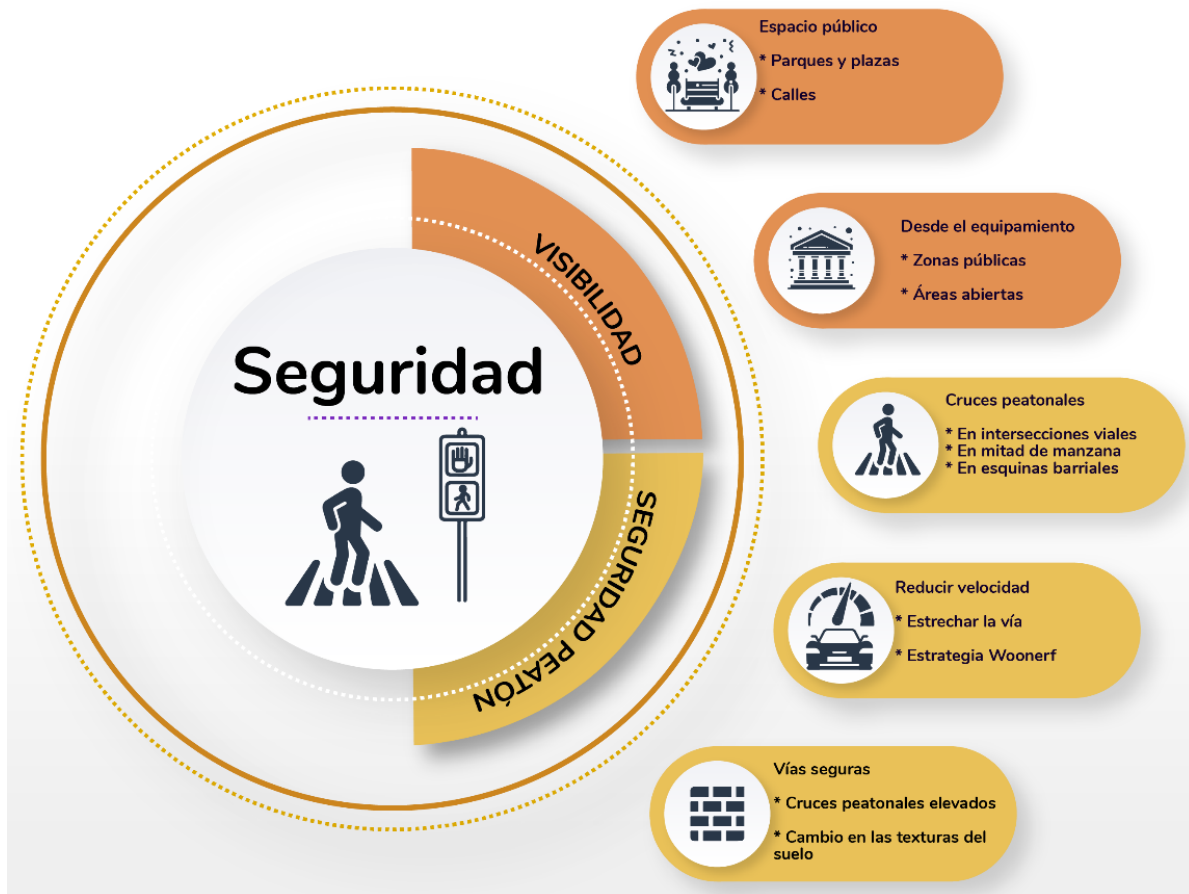 Espacio público
* Parques y plazas
* Calles
VISIBILIDAD
Desde el equipamiento
* Zonas públicas
* Áreas abiertas
Seguridad
Cruces peatonales
* En intersecciones viales
* En mitad de manzana
* En esquinas barriales
SEGURIDAD PEATÓN
Reducir velocidad
* Estrechar la vía
* Estrategia Woonerf
Vías seguras
* Cruces peatonales elevados
* Cambio en las texturas del
suelo